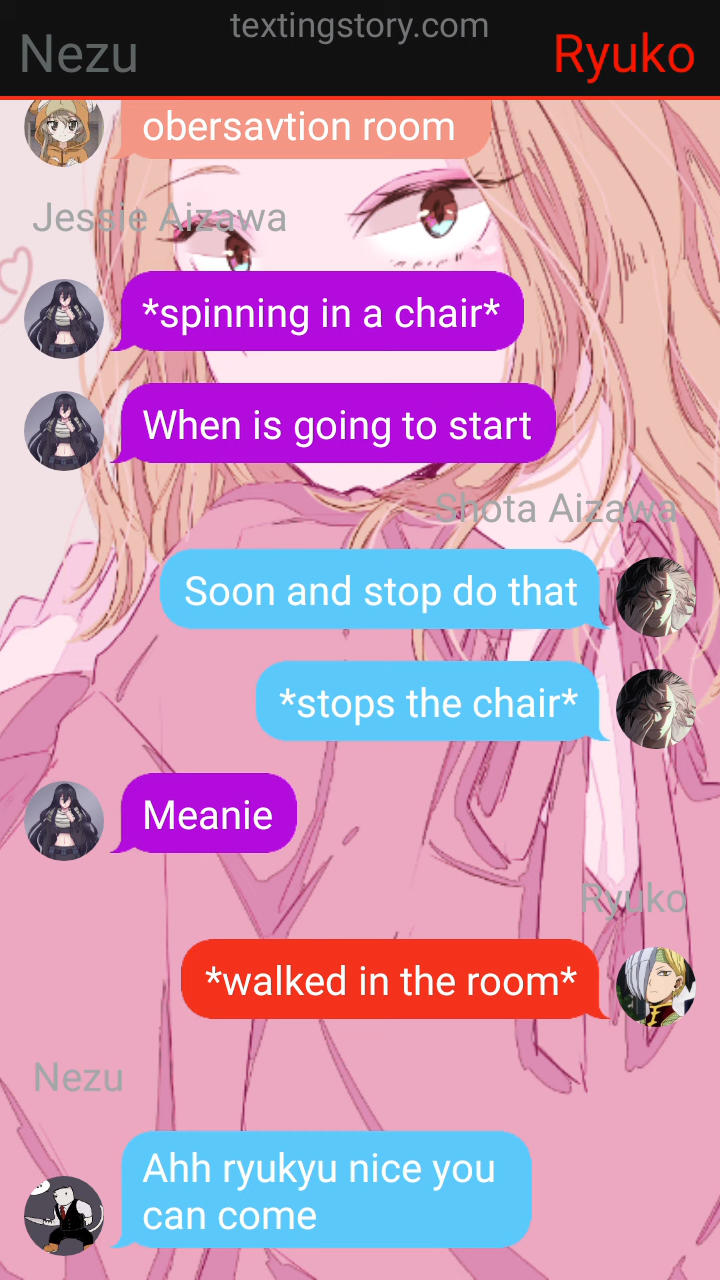 textingstory.com
Nezu
Ryuko
obersavtion room
Jessie Aizawa
*spinning in a chair*
When is going to start
Shota Aizawa
Soon and stop do that
*stops the chair*
Meanie
Ryuko
*walked in the room*
Nezu
Ahh ryukyu nice you
can come